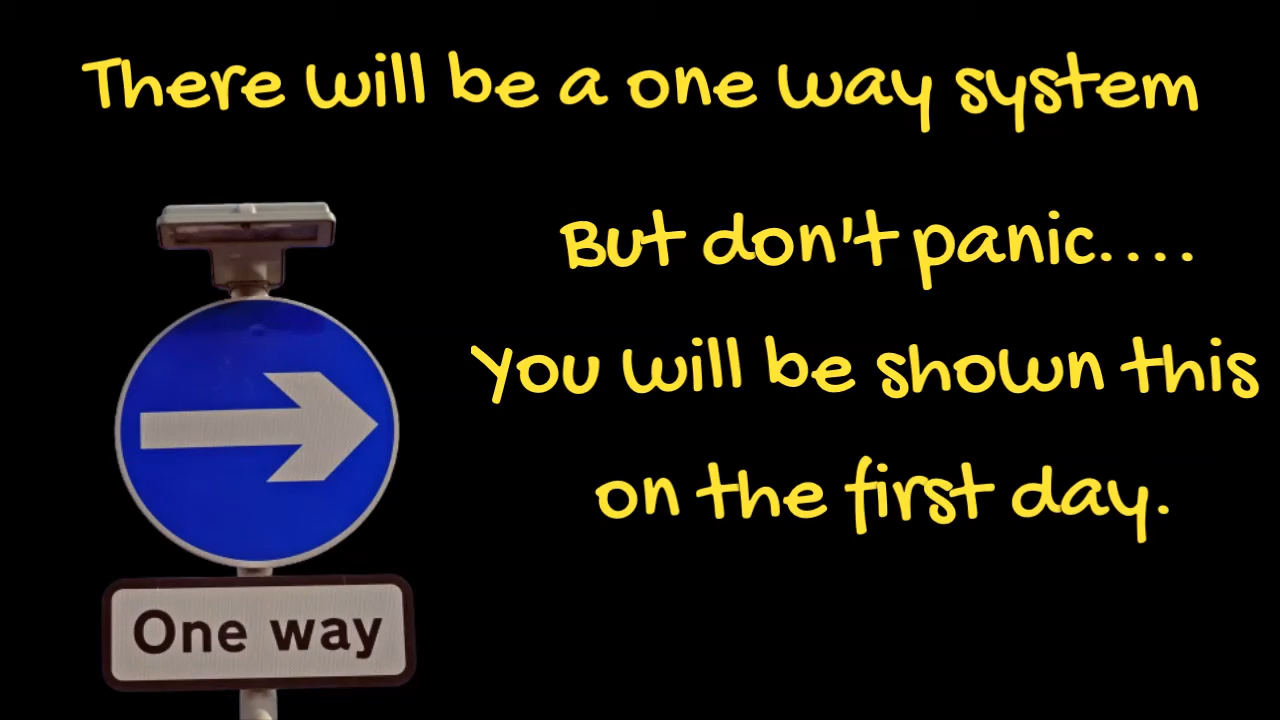 There will be a one way system
But don't panic....
You will be shown this
on the first day.
One way